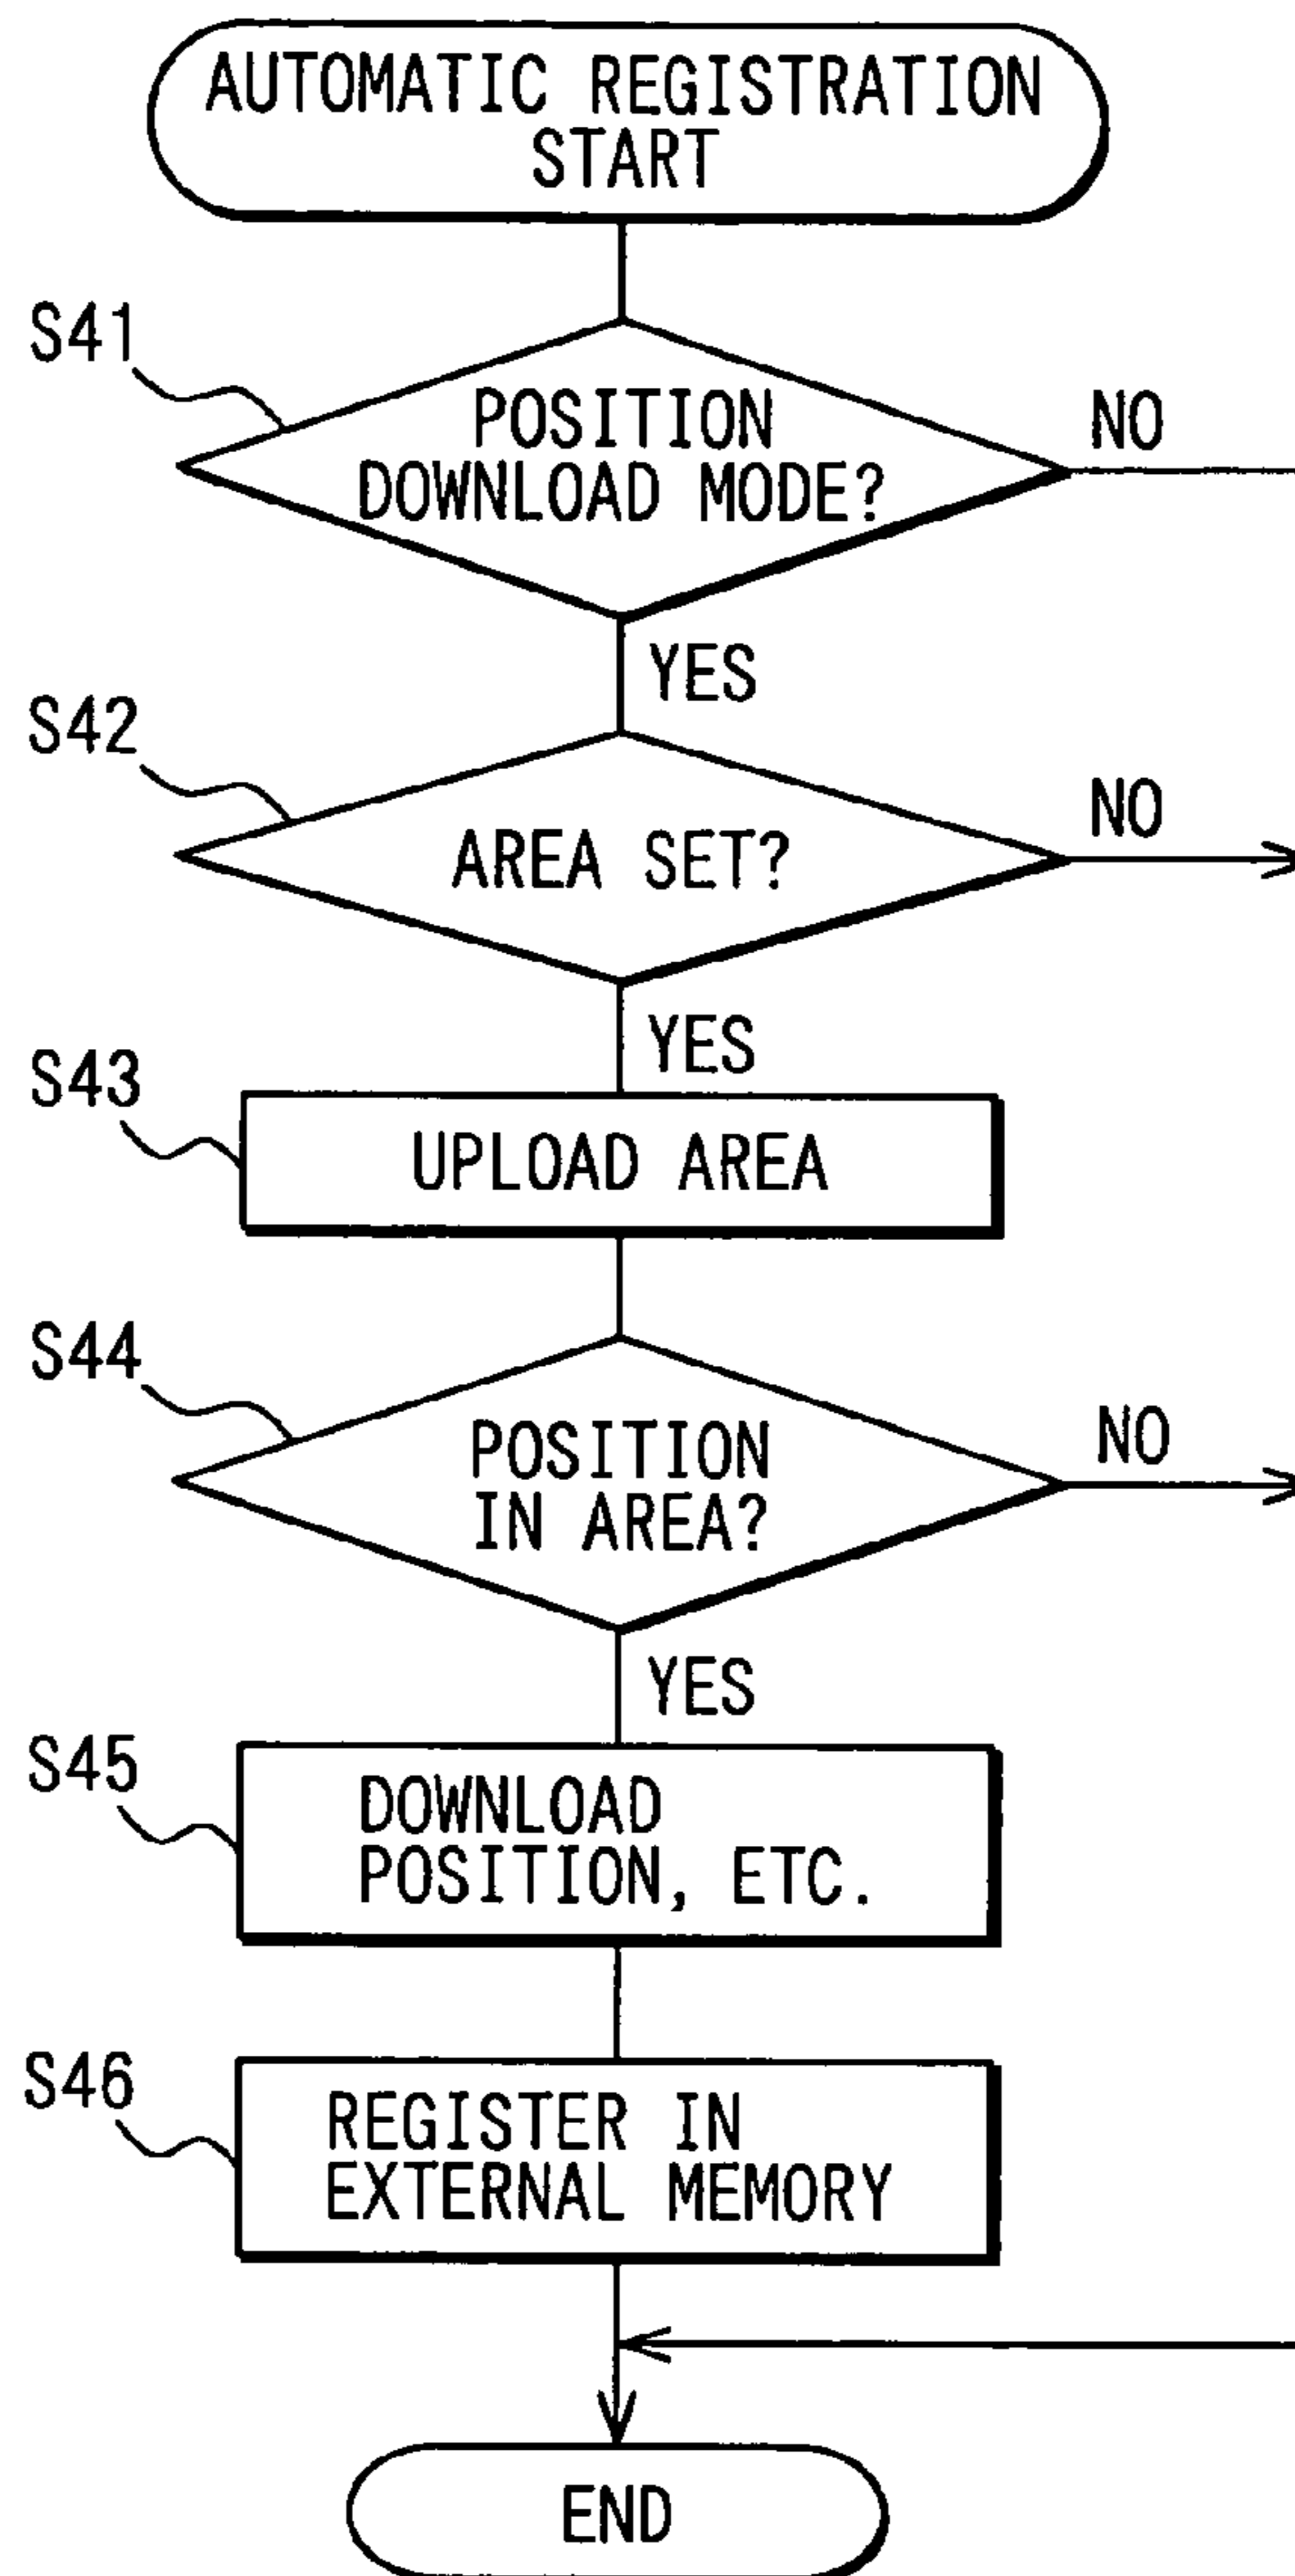 AUTOMATIC REGISTRATION
START
S41
POSITION
DOWNLOAD MODE?
NO
YES
S42
AREA SET?
NO
YES
S43
UPLOAD AREA
S44
POSITION
IN AREA?
NO
YES
S45
DOWNLOAD
POSITION, ETC.
S46
REGISTER IN
EXTERNAL MEMORY
END